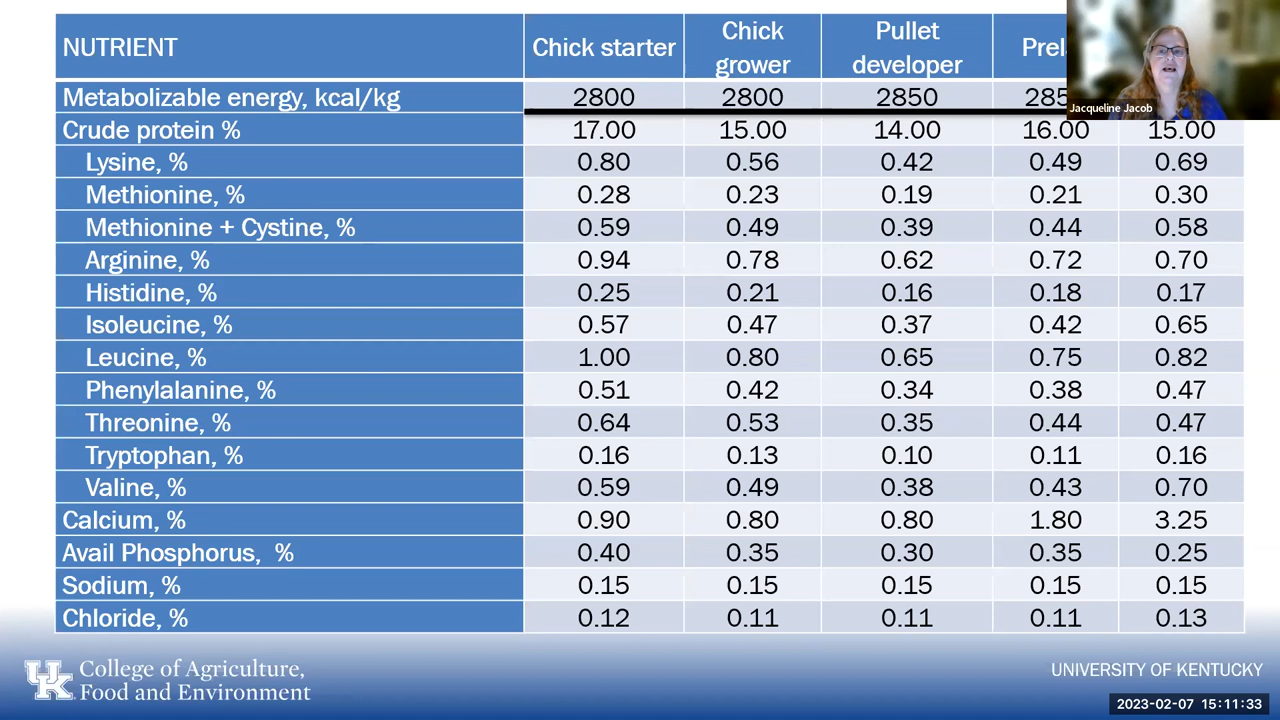 NUTRIENT Chick starter Chick grower Pullet developer
Metabolizable energy, kcal/kg 2800 2800 2850
Crude protein % 17.00 15.00 14.00 16.00 15.00
Lysine, % 0.80 0.56 0.42 0.49 0.69
Methionine, % 0.28 0.23 0.19 0.21 0.30
Methionine + Cystine, % 0.59 0.49 0.39 0.44 0.58
Arginine, % 0.94 0.78 0.62 0.72 0.70
Histidine, % 0.25 0.21 0.16 0.18 0.17
Isoleucine, % 0.57 0.47 0.37 0.42 0.65
Leucine, % 1.00 0.80 0.65 0.75 0.82
Phenylalanine, % 0.51 0.42 0.34 0.38 0.47
Threonine, % 0.64 0.53 0.35 0.44 0.47
Tryptophan, % 0.16 0.13 0.10 0.11 0.16
Valine, % 0.59 0.49 0.38 0.43 0.70
Calcium, % 0.90 0.80 0.80 1.80 3.25
Avail Phosphorus, % 0.40 0.35 0.30 0.35 0.25
Sodium, % 0.15 0.15 0.15 0.15 0.15
Chloride, % 0.12 0.11 0.11 0.11 0.13
Jacqueline Jacob
UK College of Agriculture,
Food and Environment
UNIVERSITY OF KENTUCKY
2023-02-07 15:11:33